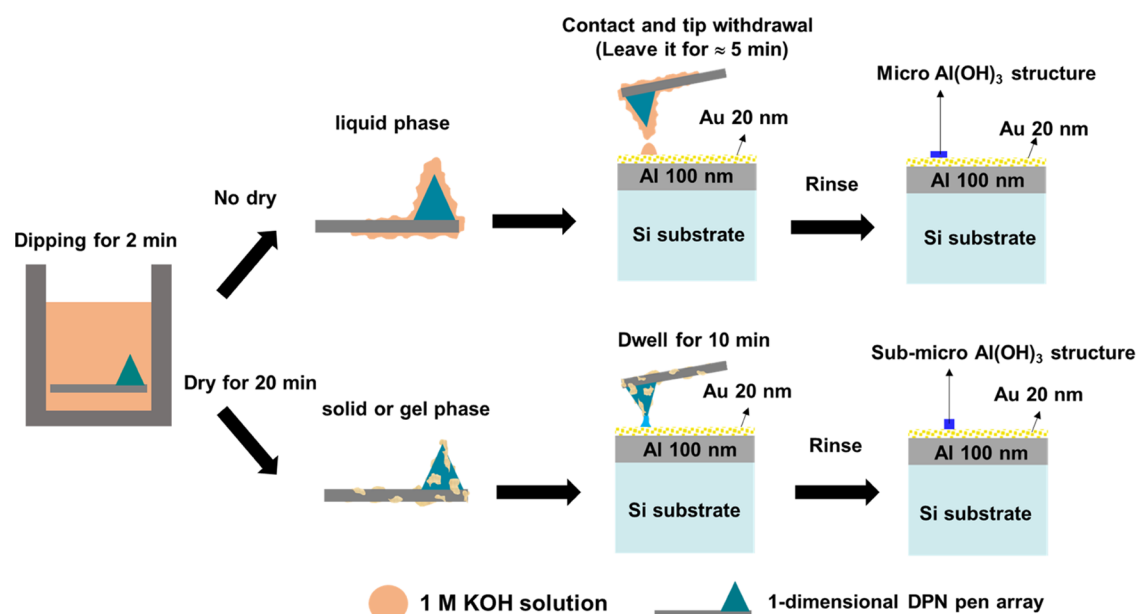 Dipping for 2 min
No dry
liquid phase
Contact and tip withdrawal
(Leave it for ≈ 5 min)
Au 20 nm
Al 100 nm
Si substrate
Rinse
Micro Al(OH)₃ structure
Au 20 nm
Al 100 nm
Si substrate
Dry for 20 min
solid or gel phase
Dwell for 10 min
Au 20 nm
Al 100 nm
Si substrate
Rinse
Sub-micro Al(OH)₃ structure
Au 20 nm
Al 100 nm
Si substrate
1 M KOH solution
1-dimensional DPN pen array